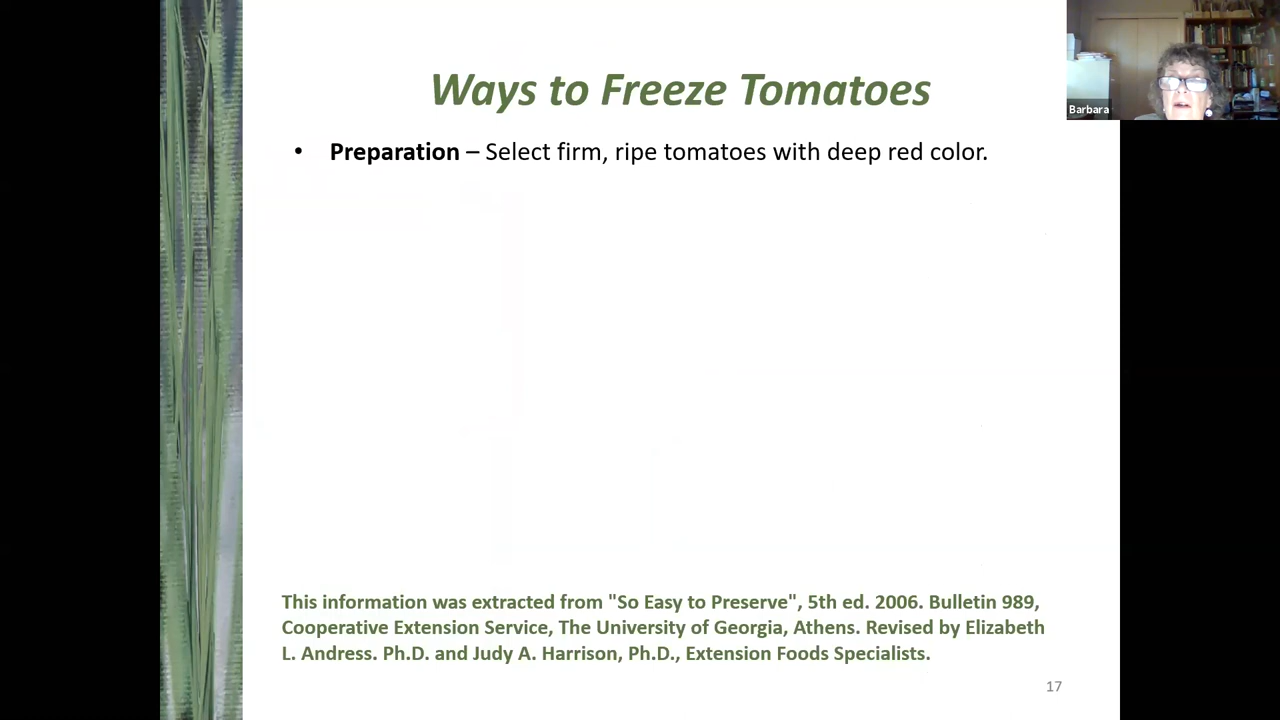 Ways to Freeze Tomatoes
Barbara
• Preparation – Select firm, ripe tomatoes with deep red color.
This information was extracted from "So Easy to Preserve", 5th ed. 2006. Bulletin 989,
Cooperative Extension Service, The University of Georgia, Athens. Revised by Elizabeth
L. Andress. Ph.D. and Judy A. Harrison, Ph.D., Extension Foods Specialists.
17